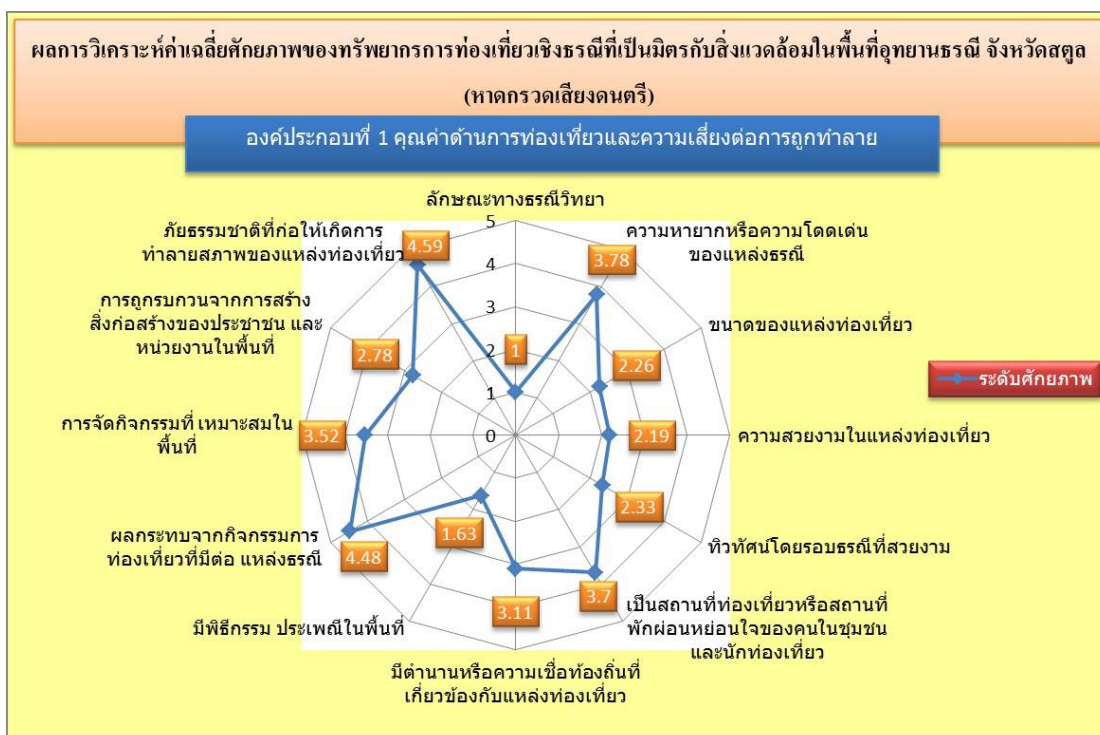 ผลการวิเคราะห์ค่าเฉลี่ยศักยภาพของทรัพยากรการท่องเที่ยวเชิงธรณีที่เป็นมิตรกับสิ่งแวดล้อมในพื้นที่อุทยานธรณี จังหวัดสตูล
(หาดกรวดเสียงดนตรี)
องค์ประกอบที่ 1 คุณค่าด้านการท่องเที่ยวและความเสี่ยงต่อการถูกทำลาย
ลักษณะทางธรณีวิทยา
ความหายากหรือความโดดเด่น
ของแหล่งธรณี
ขนาดของแหล่งท่องเที่ยว
ความสวยงามในแหล่งท่องเที่ยว
ทิวทัศน์โดยรอบธรณีที่สวยงาม
เป็นสถานที่ท่องเที่ยวหรือสถานที่
พักผ่อนหย่อนใจของคนในชุมชน
และนักท่องเที่ยว
มีตำนานหรือความเชื่อท้องถิ่นที่
เกี่ยวข้องกับแหล่งท่องเที่ยว
มีพิธีกรรม ประเพณีในพื้นที่
ผลกระทบจากกิจกรรมการ
ท่องเที่ยวที่มีต่อ แหล่งธรณี
การจัดกิจกรรมที่ เหมาะสมใน
พื้นที่
การถูกรบกวนจากการสร้าง
สิ่งก่อสร้างของประชาชน และ
หน่วยงานในพื้นที่
ภัยธรรมชาติที่ก่อให้เกิดการ
ทำลายสภาพของแหล่งท่องเที่ยว
5
4
3
2
1
0
1
3.78
2.26
2.19
2.33
3.7
3.11
1.63
4.48
3.52
2.78
4.59
ระดับศักยภาพ